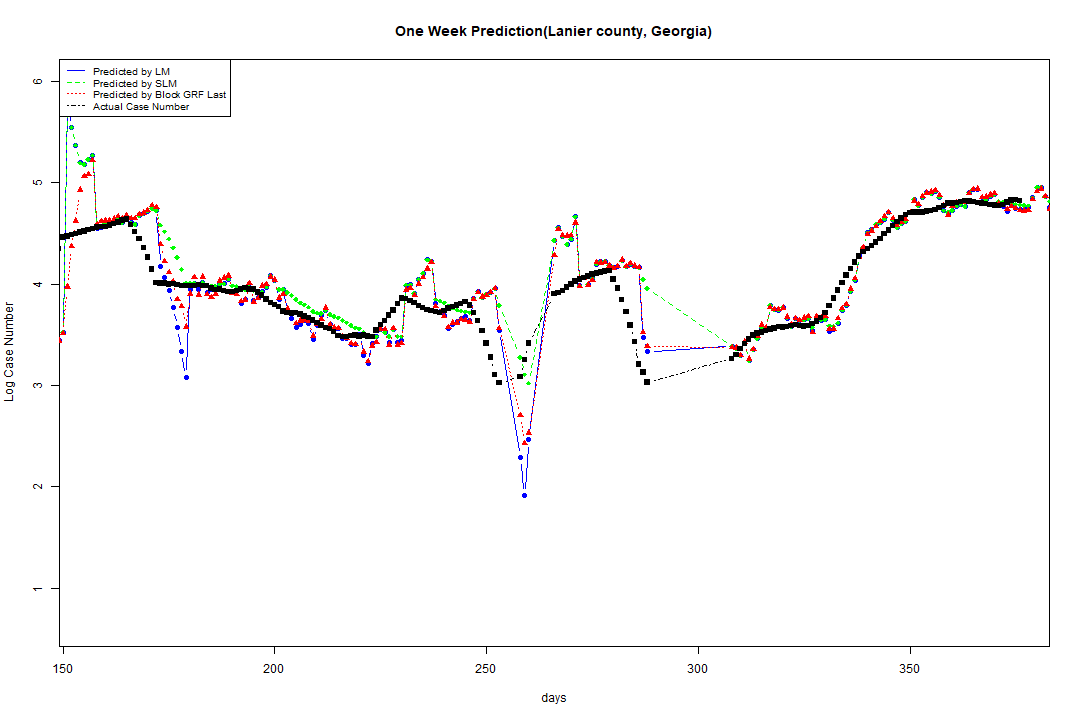 One Week Prediction(Lanier county, Georgia)
Predicted by LM
Predicted by SLM
Predicted by Block GRF Last
Actual Case Number
6
5
4
3
2
1
Log Case Number
150 200 250 300 350
days